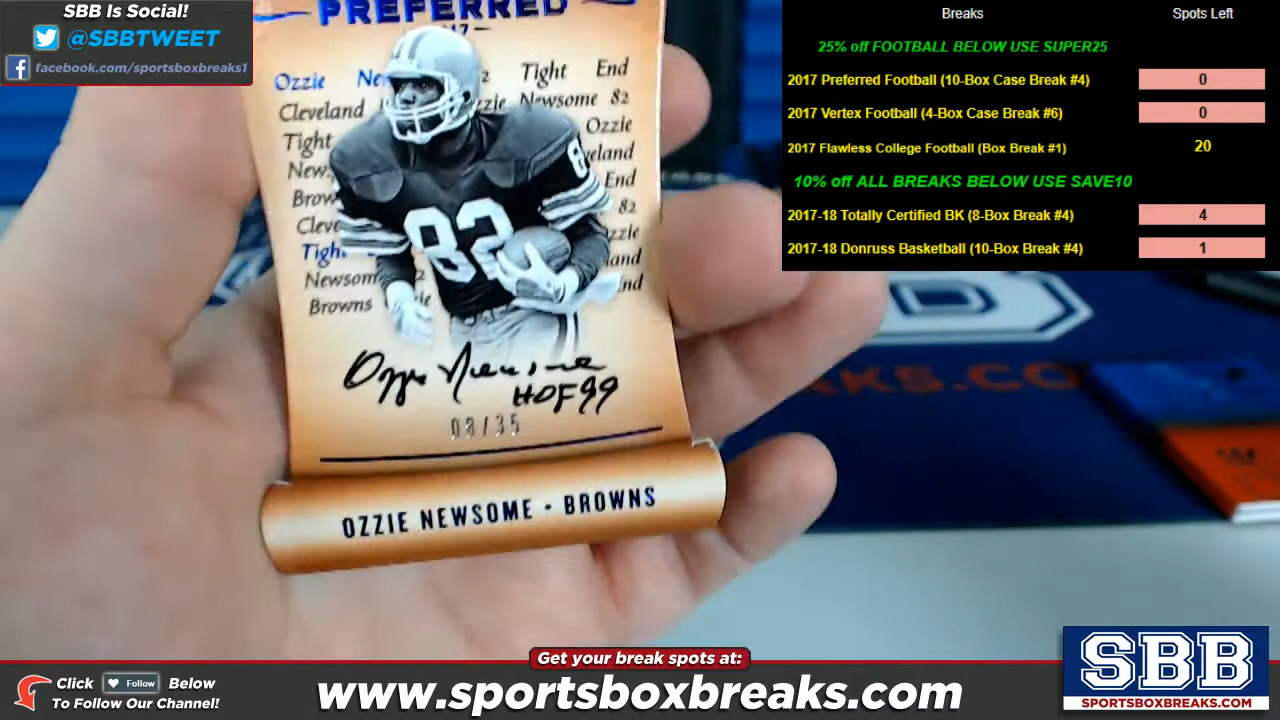 SBB Is Social!
@SBBTWEET
facebook.com/sportsboxbreaks1
PREFERRED
Ozzie
Tight End
Cleveland
Newsome 82
Tight
Ozzie
End
82
Tight
Newsome
Browns
82
82
Ozzie Newsome
HOF 99
03/35
OZZIE NEWSOME • BROWNS
Breaks Spots Left
25% off FOOTBALL BELOW USE SUPER25
2017 Preferred Football (10-Box Case Break #4) 0
2017 Vertex Football (4-Box Case Break #6) 0
2017 Flawless College Football (Box Break #1) 20
10% off ALL BREAKS BELOW USE SAVE10
2017-18 Totally Certified BK (8-Box Break #4) 4
2017-18 Donruss Basketball (10-Box Break #4) 1
Get your break spots at:
Click Follow Below
To Follow Our Channel!
www.sportsboxbreaks.com
SBB
SPORTSBOXBREAKS.COM